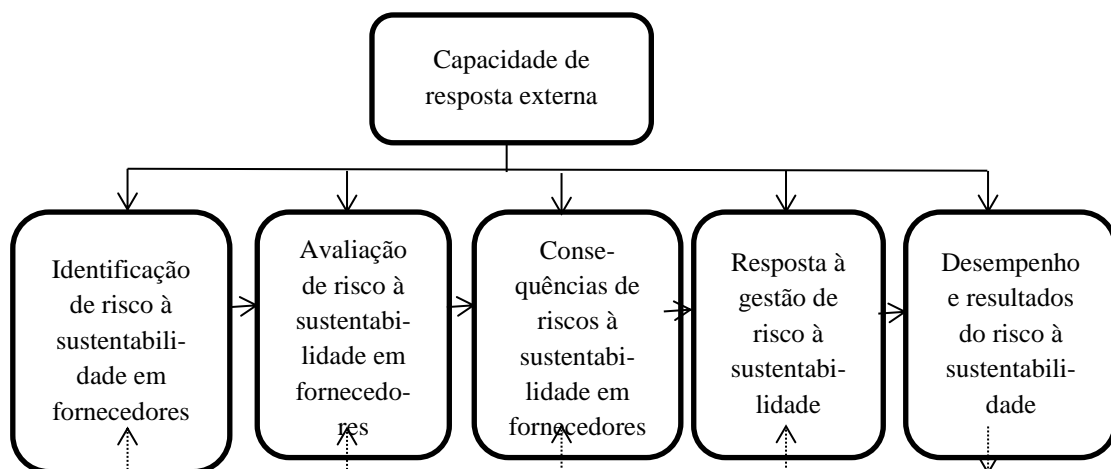 Capacidade de
resposta externa
Identificação
de risco à
sustentabili-
dade em
fornecedores
Avaliação
de risco à
sustentabi-
lidade em
fornecedo-
res
Conse-
quências de
riscos à
sustentabi-
lidade em
fornecedores
Resposta à
gestão de
risco à
sustentabi-
lidade
Desempenho
e resultados
do risco à
sustentabili-
dade